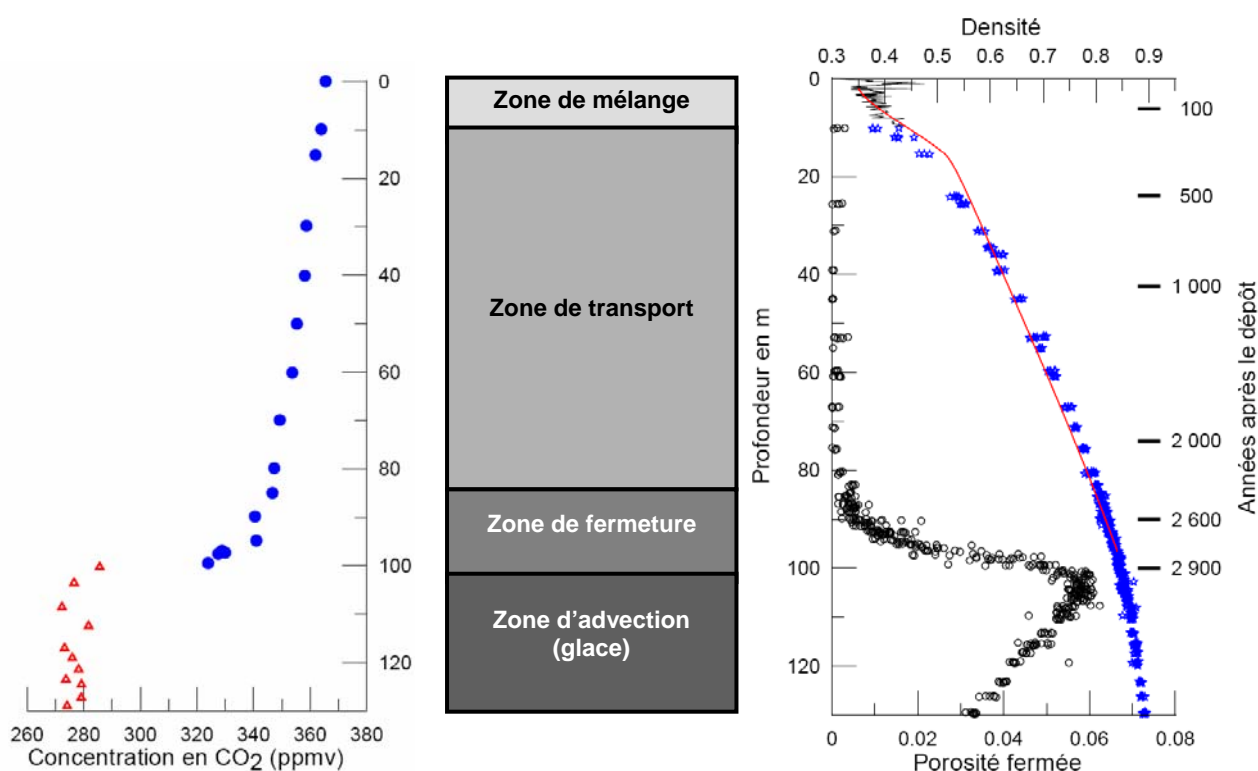 0
20
40
60
80
100
120
260 280 300 320 340 360 380
Concentration en CO2 (ppmv)
Zone de mélange
Zone de transport
Zone de fermeture
Zone d’advection
(glace)
Densité
0.3 0.4 0.5 0.6 0.7 0.8 0.9
Profondeur en m
0
20
40
60
80
100
120
100
500
1 000
2 000
2 600
2 900
Années après le dépôt
0 0.02 0.04 0.06 0.08
Porosité fermée